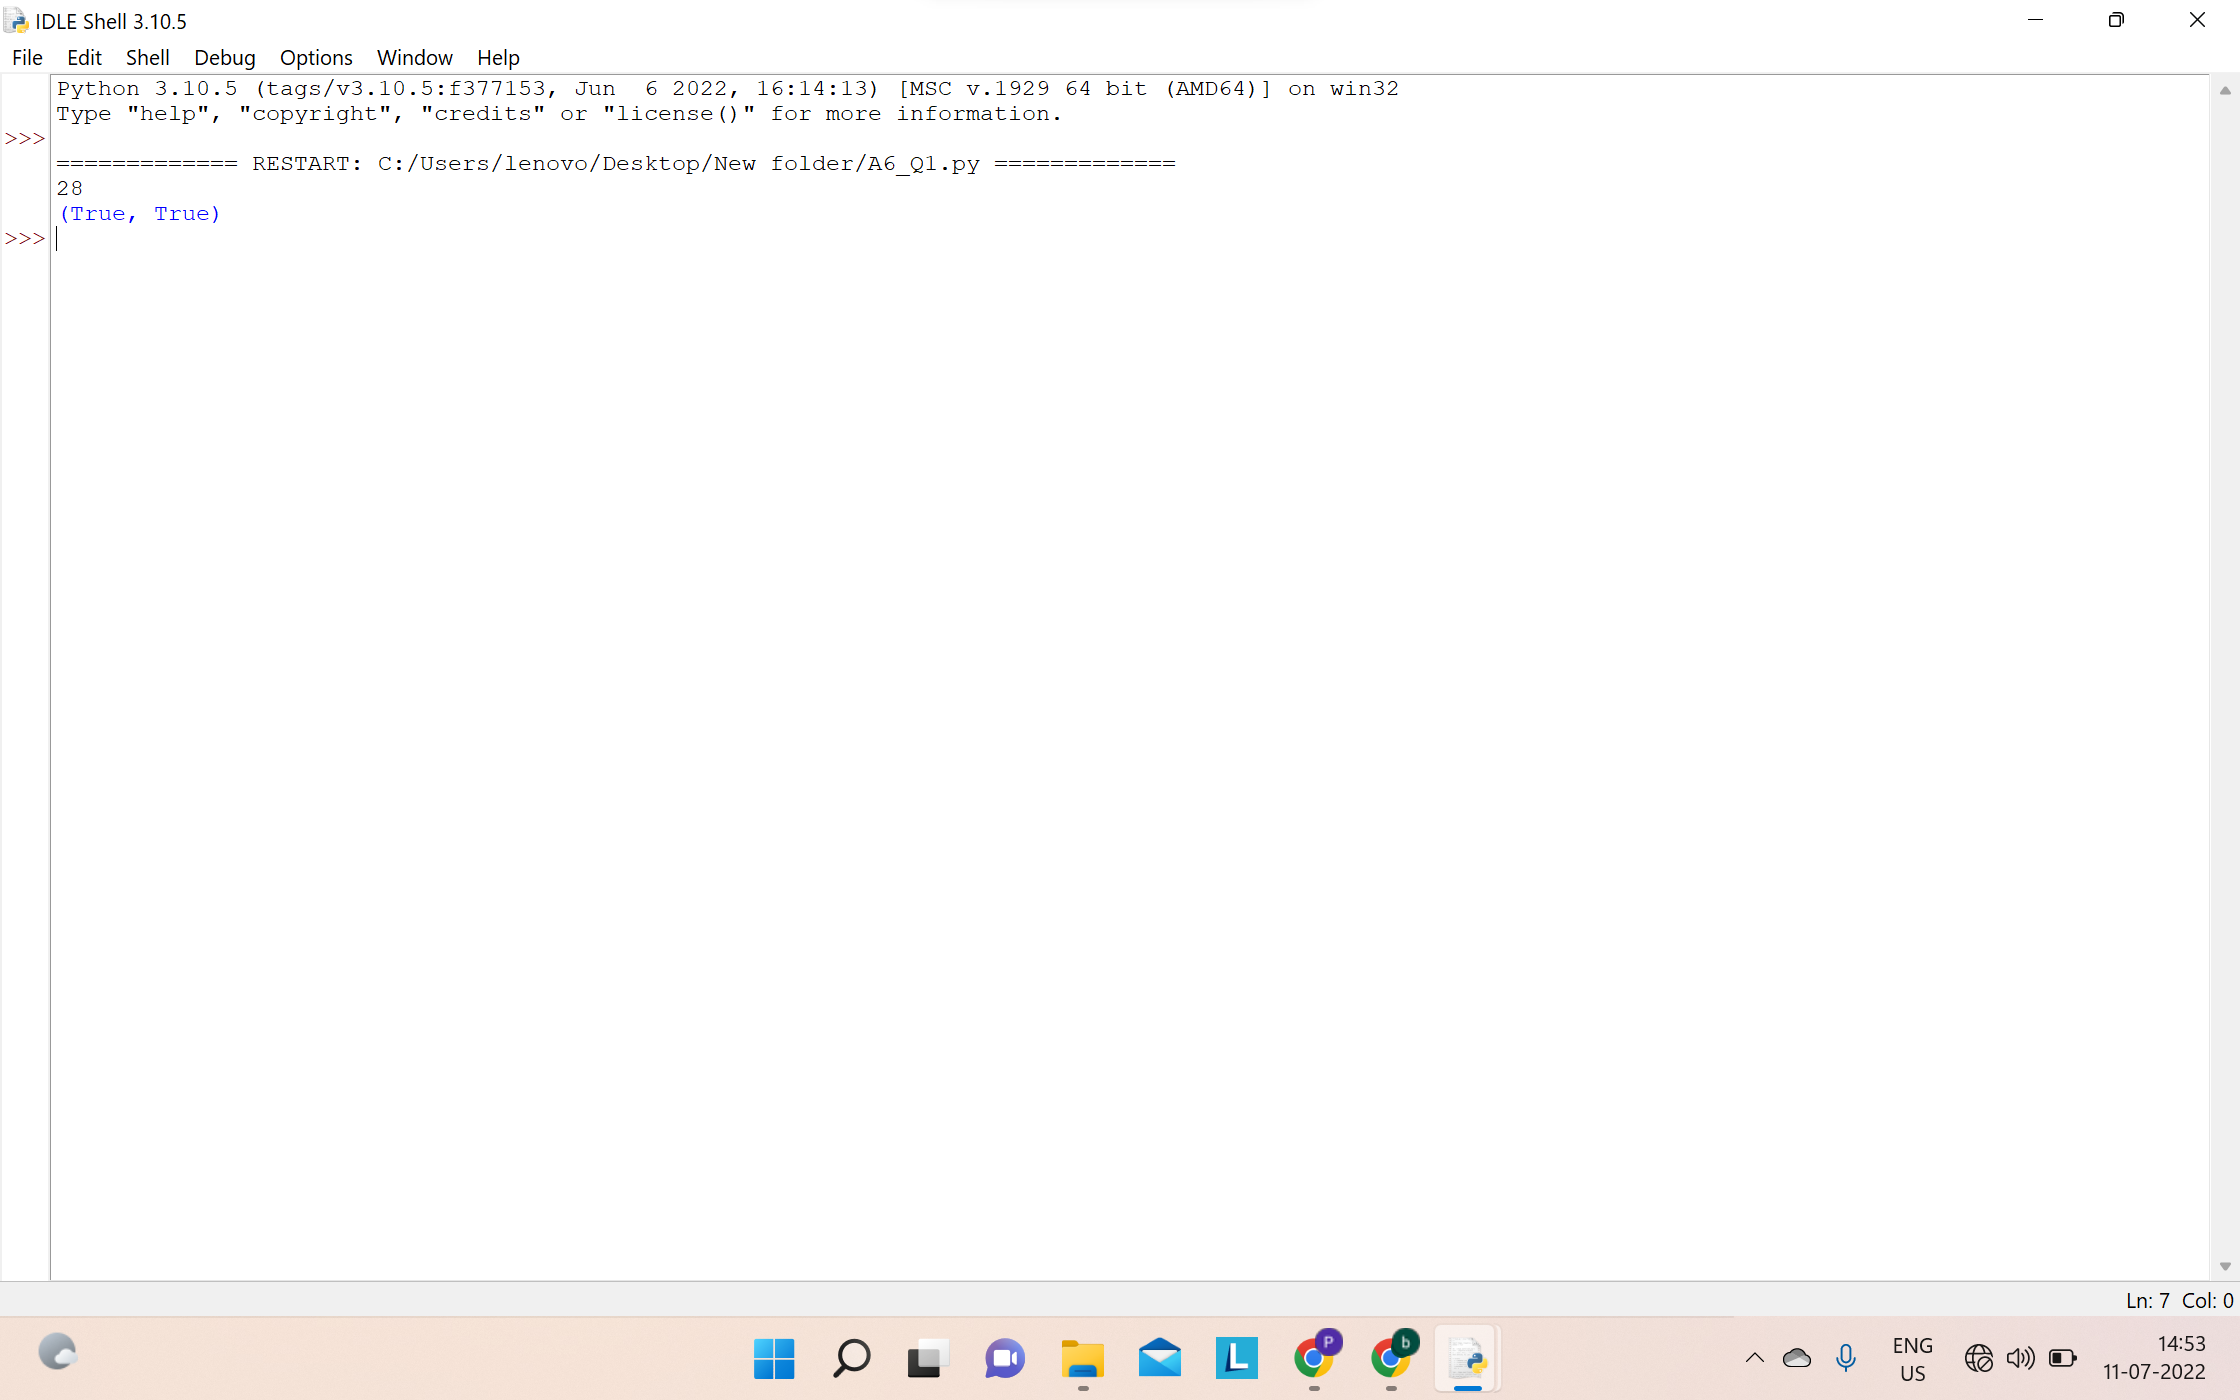 IDLE Shell 3.10.5
File Edit Shell Debug Options Window Help
Python 3.10.5 (tags/v3.10.5:f377153, Jun  6 2022, 16:14:13) [MSC v.1929 64 bit (AMD64)] on win32
Type "help", "copyright", "credits" or "license()" for more information.
>>>
============= RESTART: C:/Users/lenovo/Desktop/New folder/A6_Q1.py =============
28
(True, True)
>>>
Ln: 7 Col: 0
L P b
ENG
US
14:53
11-07-2022